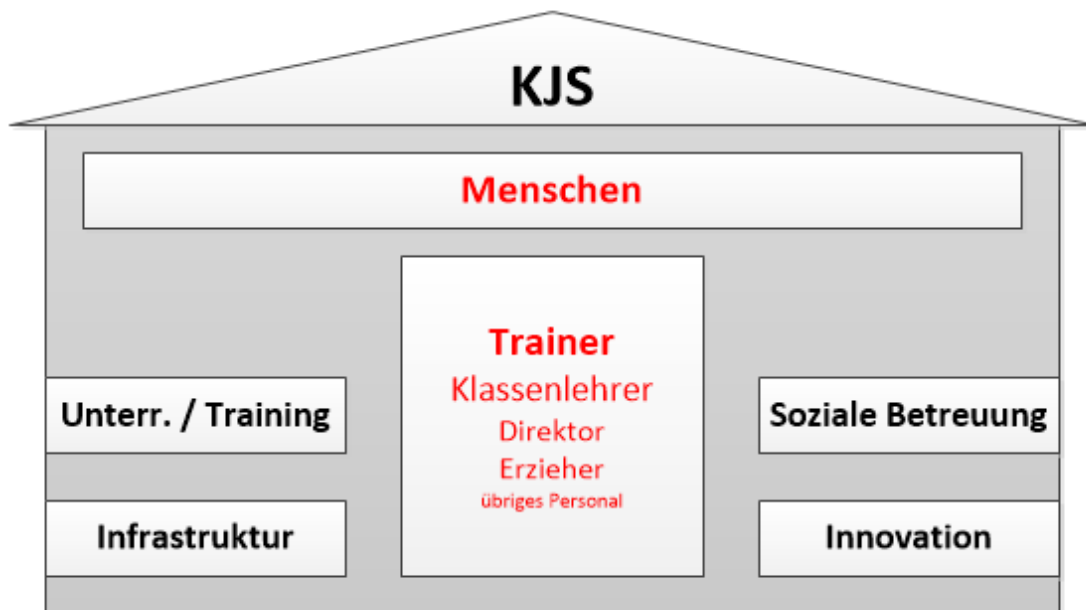 KJS
Menschen
Trainer
Klassenlehrer
Direktor
Erzieher
übriges Personal
Unterr. / Training
Soziale Betreuung
Infrastruktur
Innovation